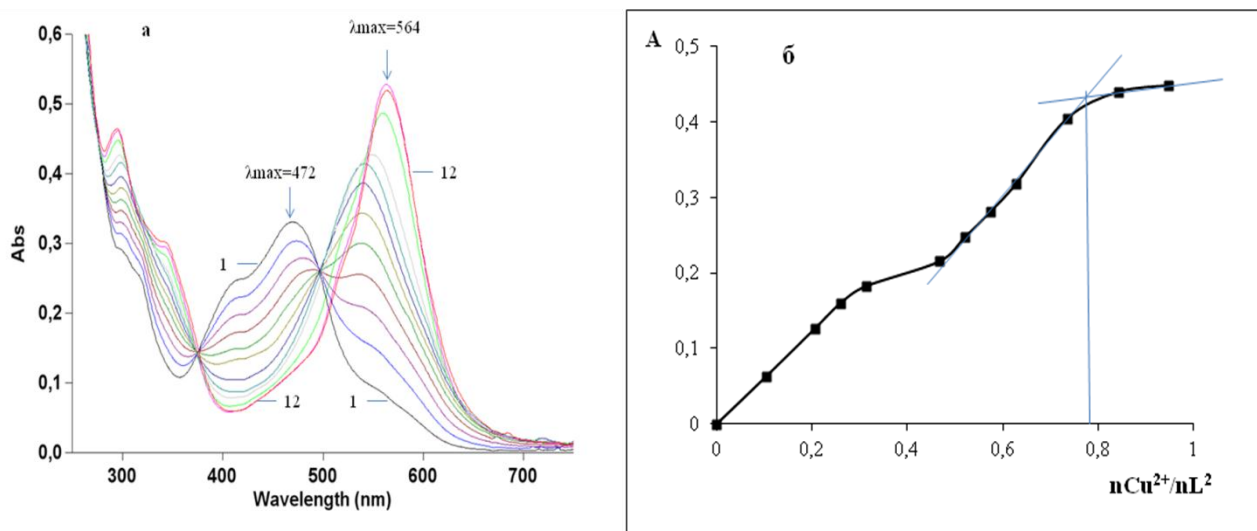 а
λmax=564
λmax=472
0,6
0,5
0,4
0,3
0,2
0,1
0,0
Abs
1
12
12
1
300 400 500 600 700
Wavelength (nm)
А
б
0,5
0,4
0,3
0,2
0,1
0
0 0,2 0,4 0,6 0,8 1
nCu²⁺/nL²